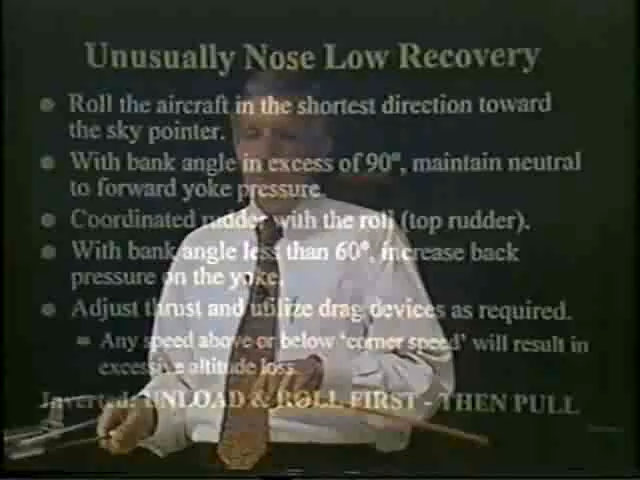 Unusually Nose Low Recovery
Roll the aircraft in the shortest direction toward
the sky pointer.
With bank angle in excess of 90°, maintain neutral
to forward yoke pressure.
Coordinated rudder with the roll (top rudder).
With bank angle less than 60°, increase back
pressure on the yoke.
Adjust thrust and utilize drag devices as required.
Any speed above or below 'corner speed' will result in
excessive altitude loss.
Inverted: UNLOAD & ROLL FIRST - THEN PULL